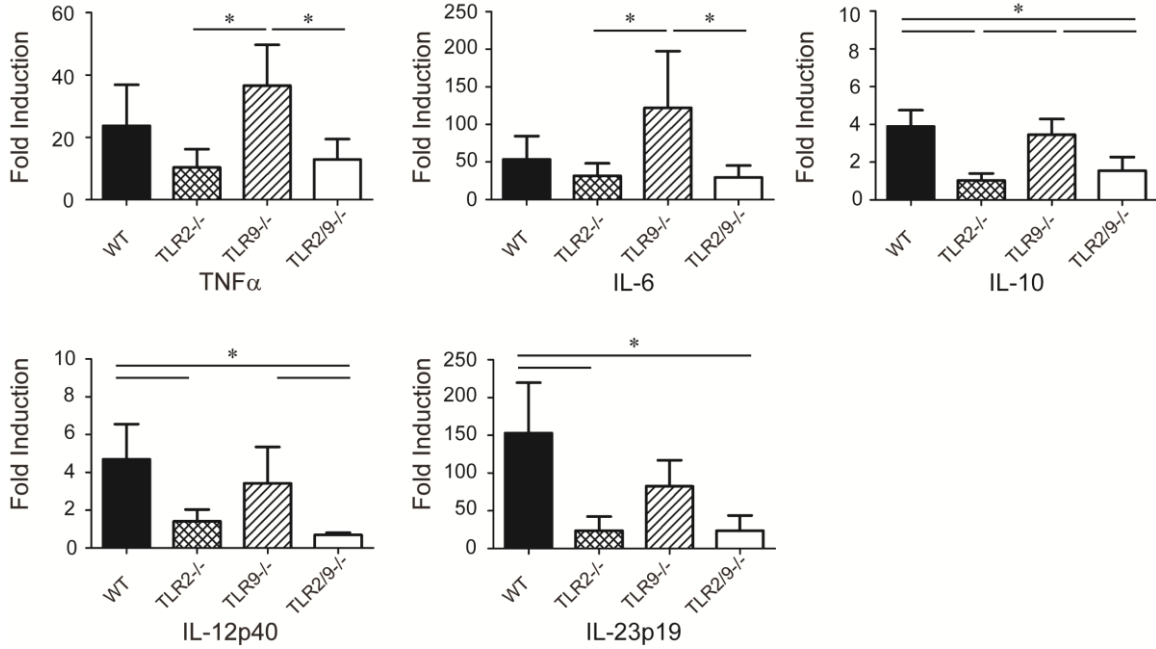 Fold Induction
60
40
20
0
* *
WT TLR2-/- TLR9-/- TLR2/9-/-
TNFα
Fold Induction
250
200
150
100
50
0
* *
WT TLR2-/- TLR9-/- TLR2/9-/-
IL-6
Fold Induction
10
8
6
4
2
0
*
WT TLR2-/- TLR9-/- TLR2/9-/-
IL-10
Fold Induction
10
8
6
4
2
0
*
WT TLR2-/- TLR9-/- TLR2/9-/-
IL-12p40
Fold Induction
250
200
150
100
50
0
*
WT TLR2-/- TLR9-/- TLR2/9-/-
IL-23p19